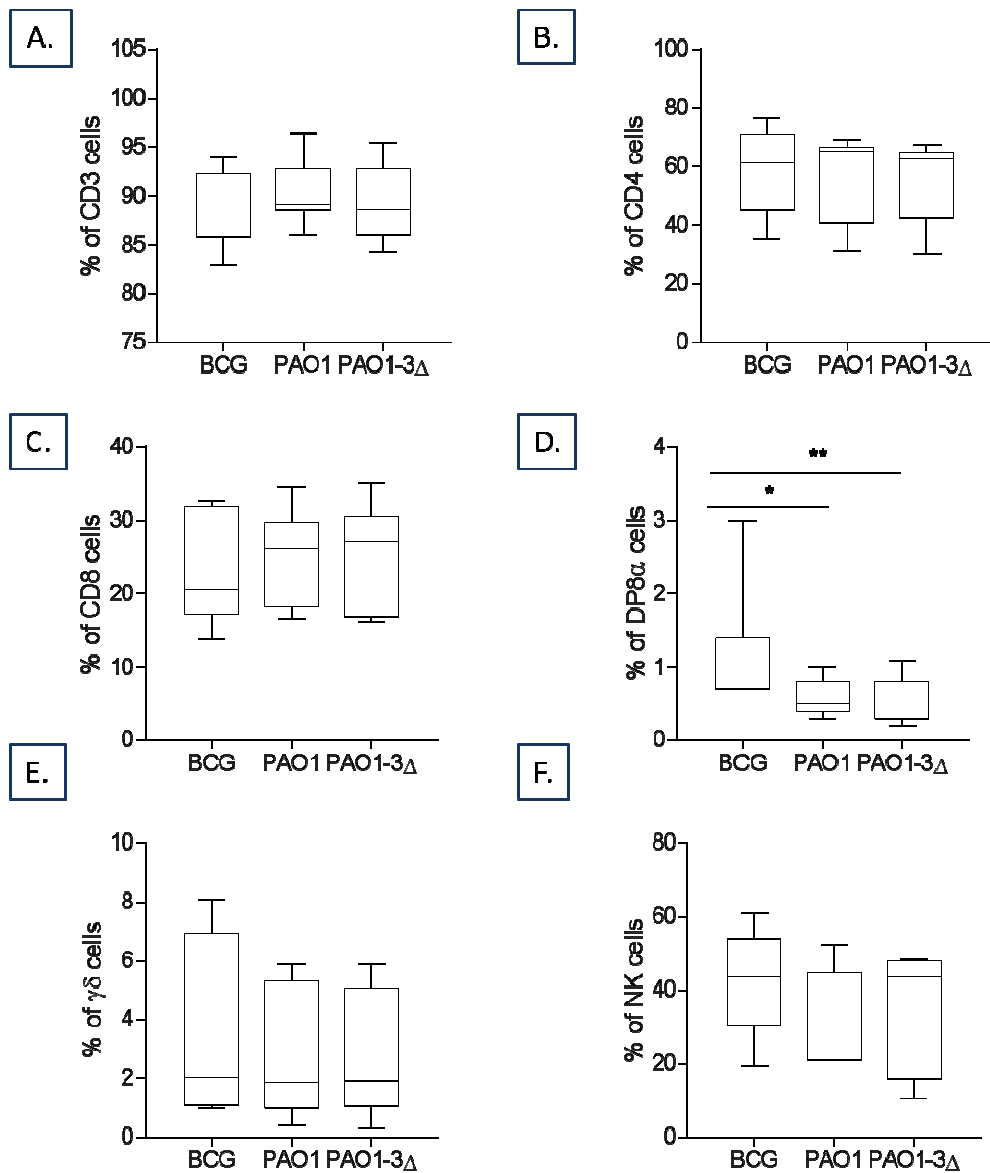 A.
% of CD3 cells
105
100
95
90
85
80
75
BCG PAO1 PAO1-3Δ
B.
% of CD4 cells
100
80
60
40
20
0
BCG PAO1 PAO1-3Δ
C.
% of CD8 cells
40
30
20
10
0
BCG PAO1 PAO1-3Δ
D.
% of DP8α cells
4
3
2
1
0
**
*
BCG PAO1 PAO1-3Δ
E.
% of γδ cells
10
8
6
4
2
0
BCG PAO1 PAO1-3Δ
F.
% of NK cells
80
60
40
20
0
BCG PAO1 PAO1-3Δ